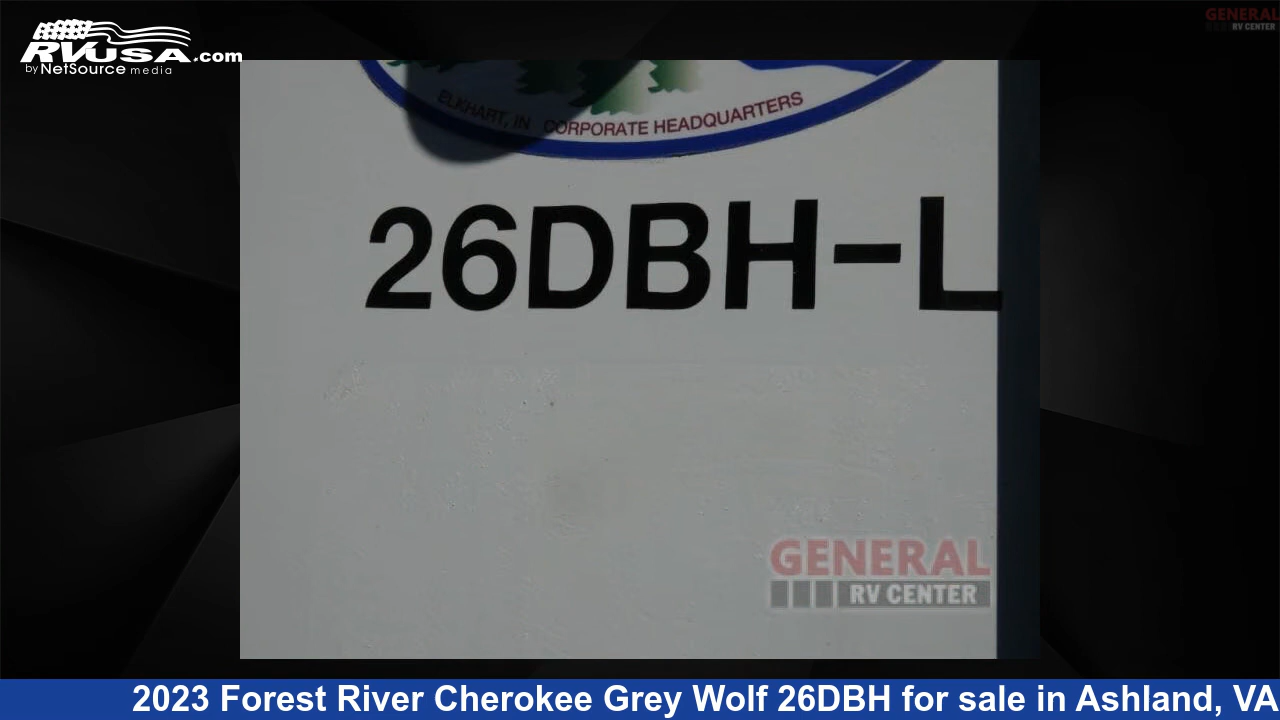 RVUSA.com
by NetSource media
GENERAL
RV CENTER
ELKHART, IN CORPORATE HEADQUARTERS
26DBH-L
GENERAL
RV CENTER
2023 Forest River Cherokee Grey Wolf 26DBH for sale in Ashland, VA